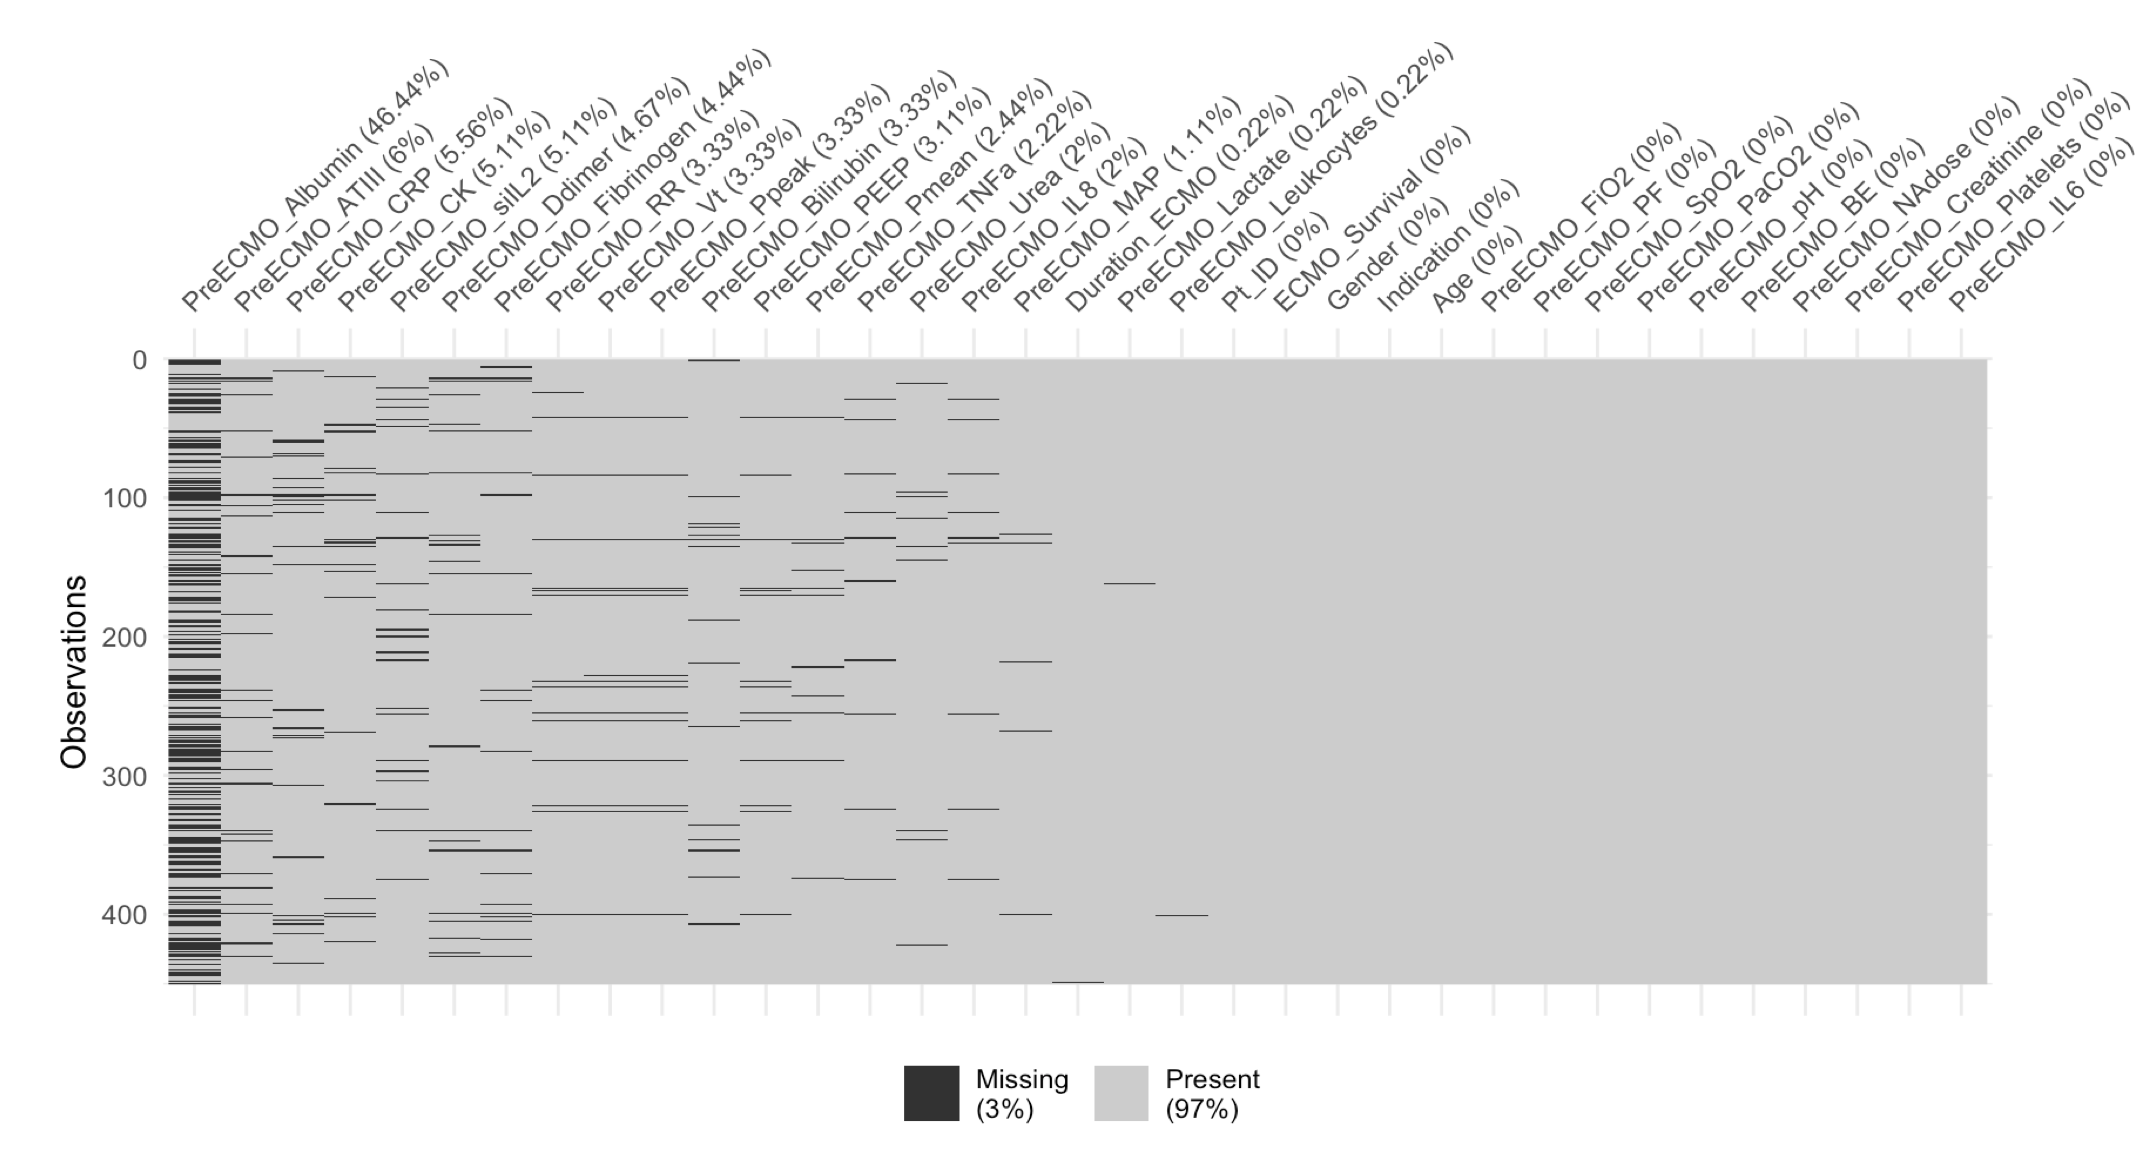 PreECMO_Albumin (46.44%)
PreECMO_ATIII (6%)
PreECMO_CRP (5.56%)
PreECMO_CK (5.11%)
PreECMO_siIL2 (5.11%)
PreECMO_Ddimer (4.67%)
PreECMO_Fibrinogen (4.44%)
PreECMO_RR (3.33%)
PreECMO_Vt (3.33%)
PreECMO_Ppeak (3.33%)
PreECMO_Bilirubin (3.33%)
PreECMO_PEEP (3.11%)
PreECMO_Pmean (2.44%)
PreECMO_TNFa (2.22%)
PreECMO_Urea (2%)
PreECMO_IL8 (2%)
PreECMO_MAP (1.11%)
Duration_ECMO (0.22%)
PreECMO_Lactate (0.22%)
PreECMO_Leukocytes (0.22%)
Pt_ID (0%)
ECMO_Survival (0%)
Gender (0%)
Indication (0%)
Age (0%)
PreECMO_FiO2 (0%)
PreECMO_PF (0%)
PreECMO_SpO2 (0%)
PreECMO_PaCO2 (0%)
PreECMO_pH (0%)
PreECMO_BE (0%)
PreECMO_NAdose (0%)
PreECMO_Creatinine (0%)
PreECMO_Platelets (0%)
PreECMO_IL6 (0%)
0
100
200
300
400
Observations
Missing
(3%)
Present
(97%)